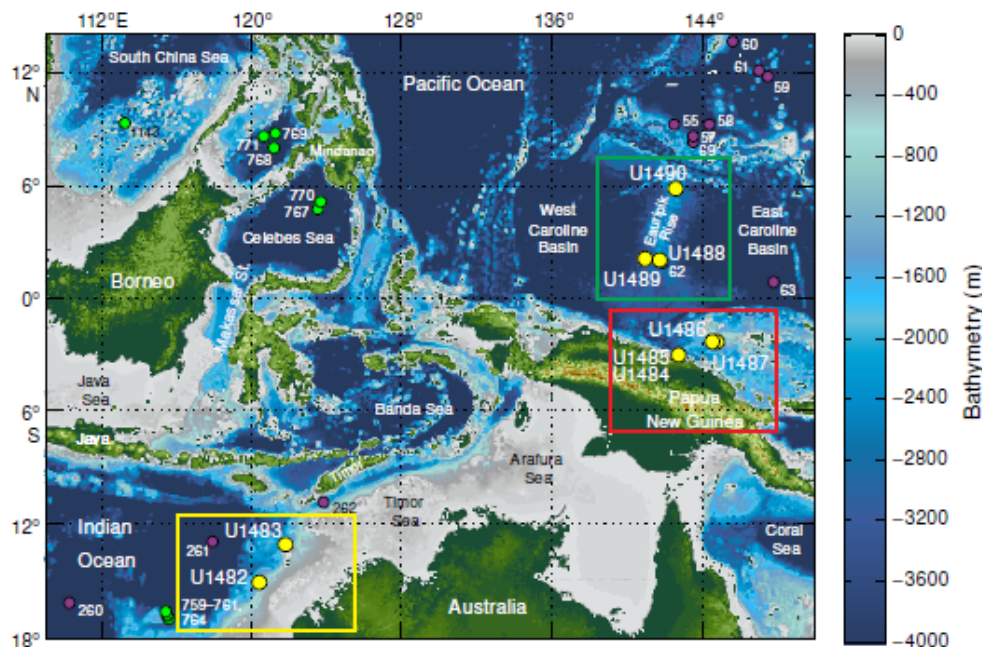 112°E 120° 128° 136° 144°
South China Sea
Pacific Ocean
60
61
59
12°
N
1143
769
771
768
Mindanao
55
58
57
69
6°
770
767
Celebes Sea
U1490
West
Caroline
Basin
Eauripik
Rise
East
Caroline
Basin
U1488
62
U1489
63
Borneo
Makassar St.
0°
U1486
U1487
U1485
U1484
Java
Sea
Banda Sea
Papua
New Guinea
6°
S
Java
Timor
Arafura
Sea
262
Timor
Sea
12°
Indian
Ocean
U1483
261
U1482
260
759–761,
764
Australia
Coral
Sea
18°
0
−400
−800
−1200
−1600
−2000
−2400
−2800
−3200
−3600
−4000
Bathymetry (m)